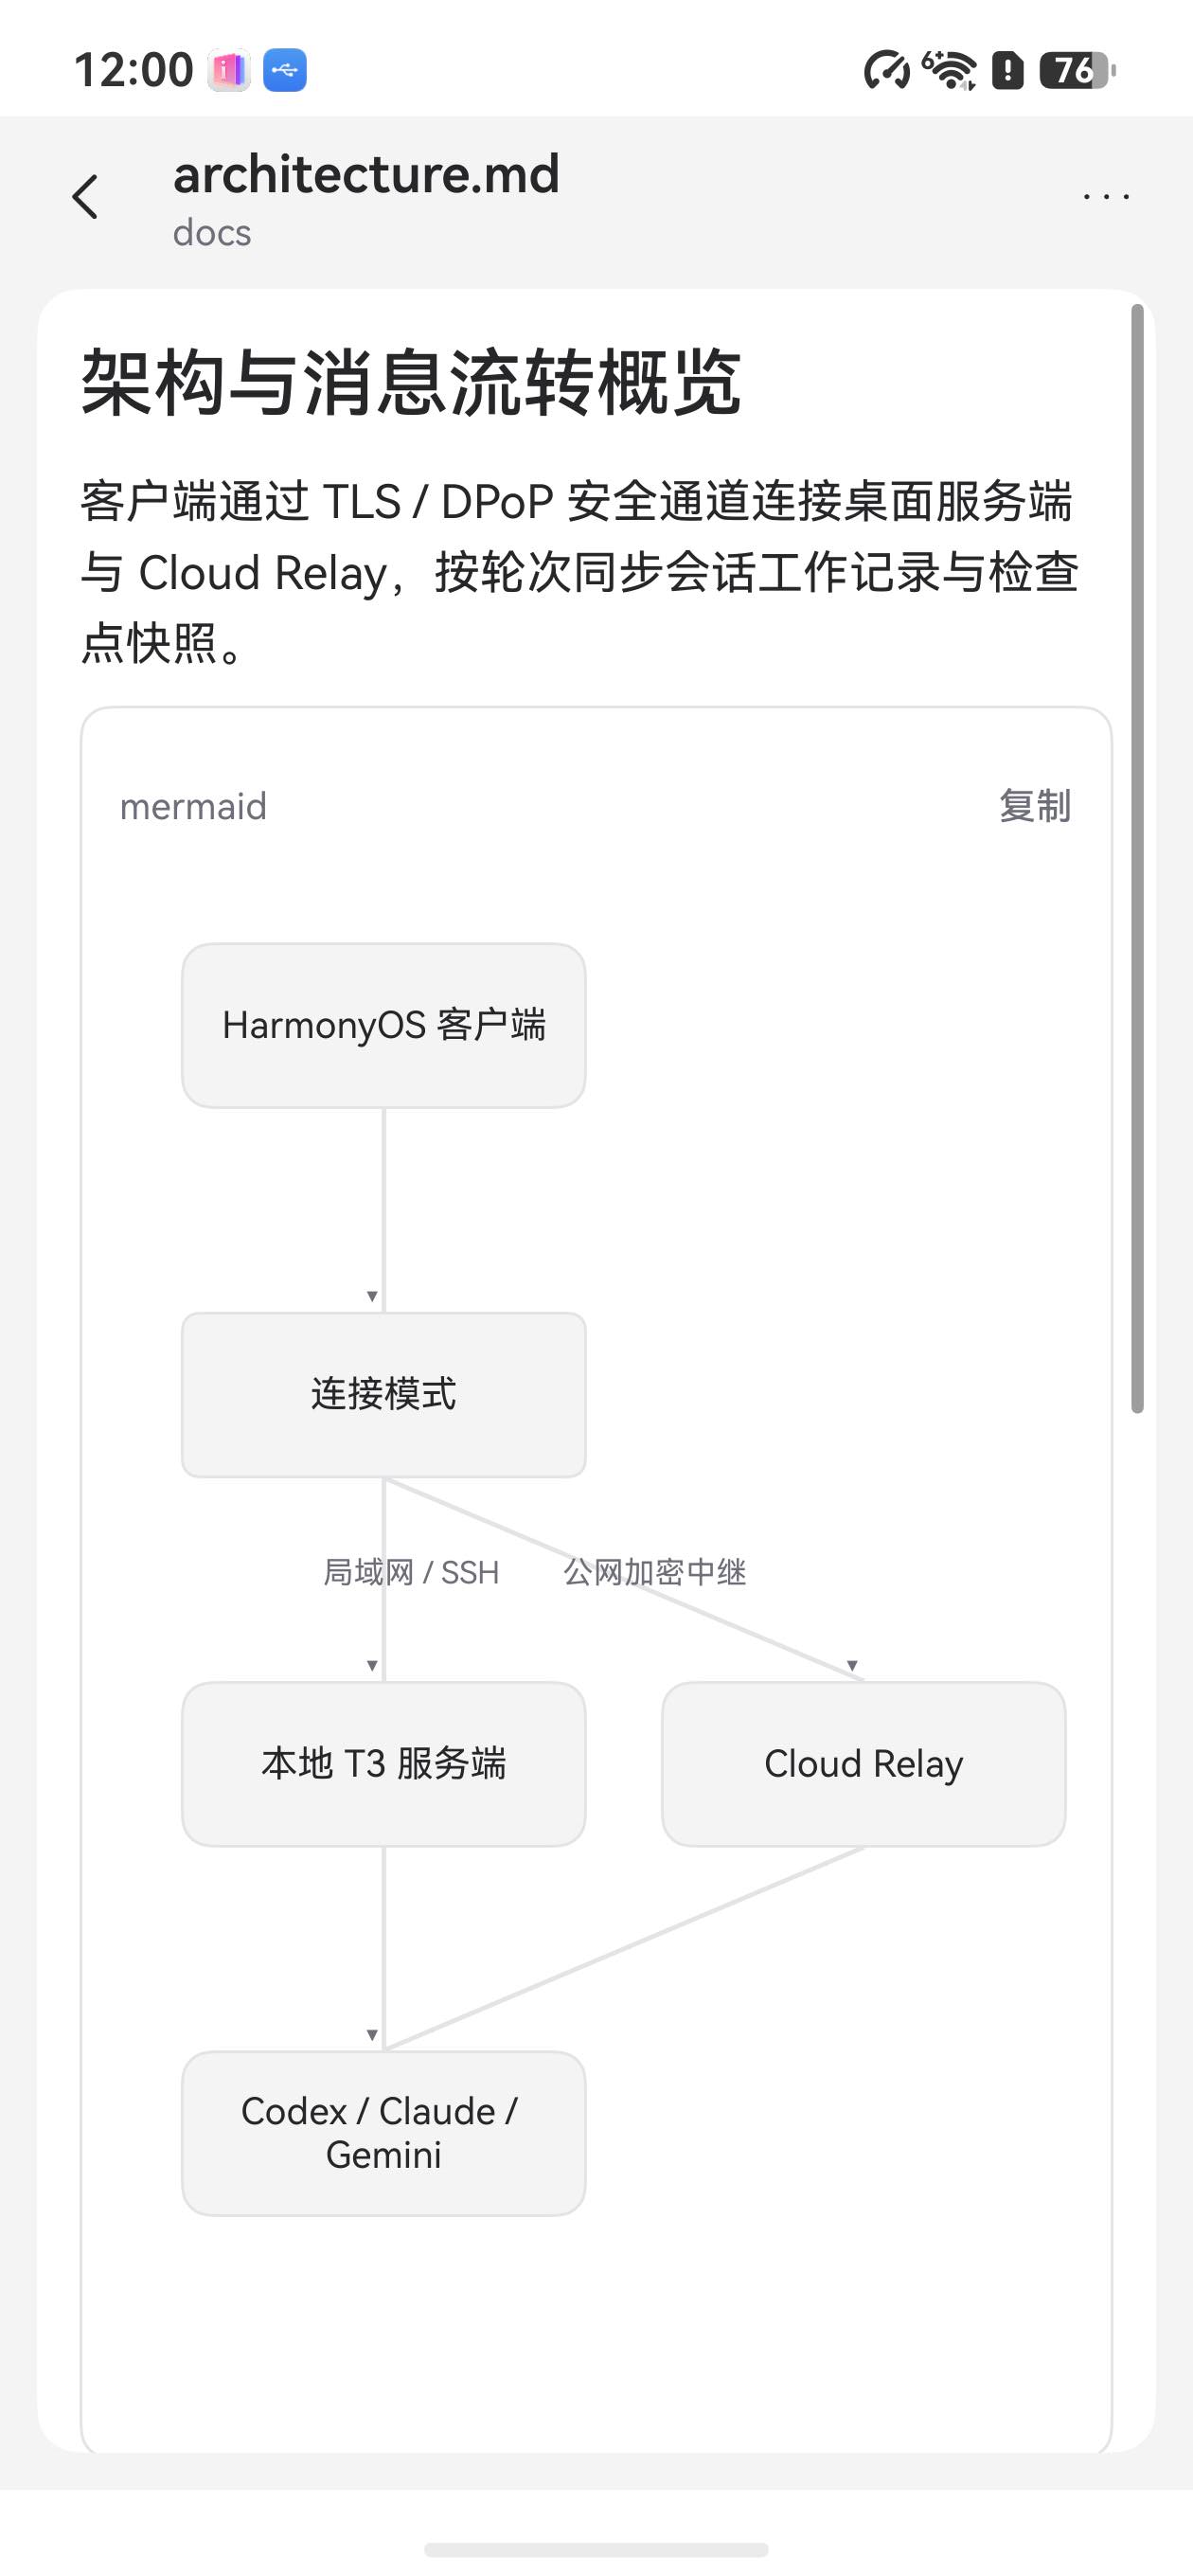 12:00
76
architecture.md
docs
架构与消息流转概览
客户端通过 TLS / DPoP 安全通道连接桌面服务端
与 Cloud Relay，按轮次同步会话工作记录与检查
点快照。
mermaid
复制
HarmonyOS 客户端
连接模式
局域网 / SSH
公网加密中继
本地 T3 服务端
Cloud Relay
Codex / Claude /
Gemini